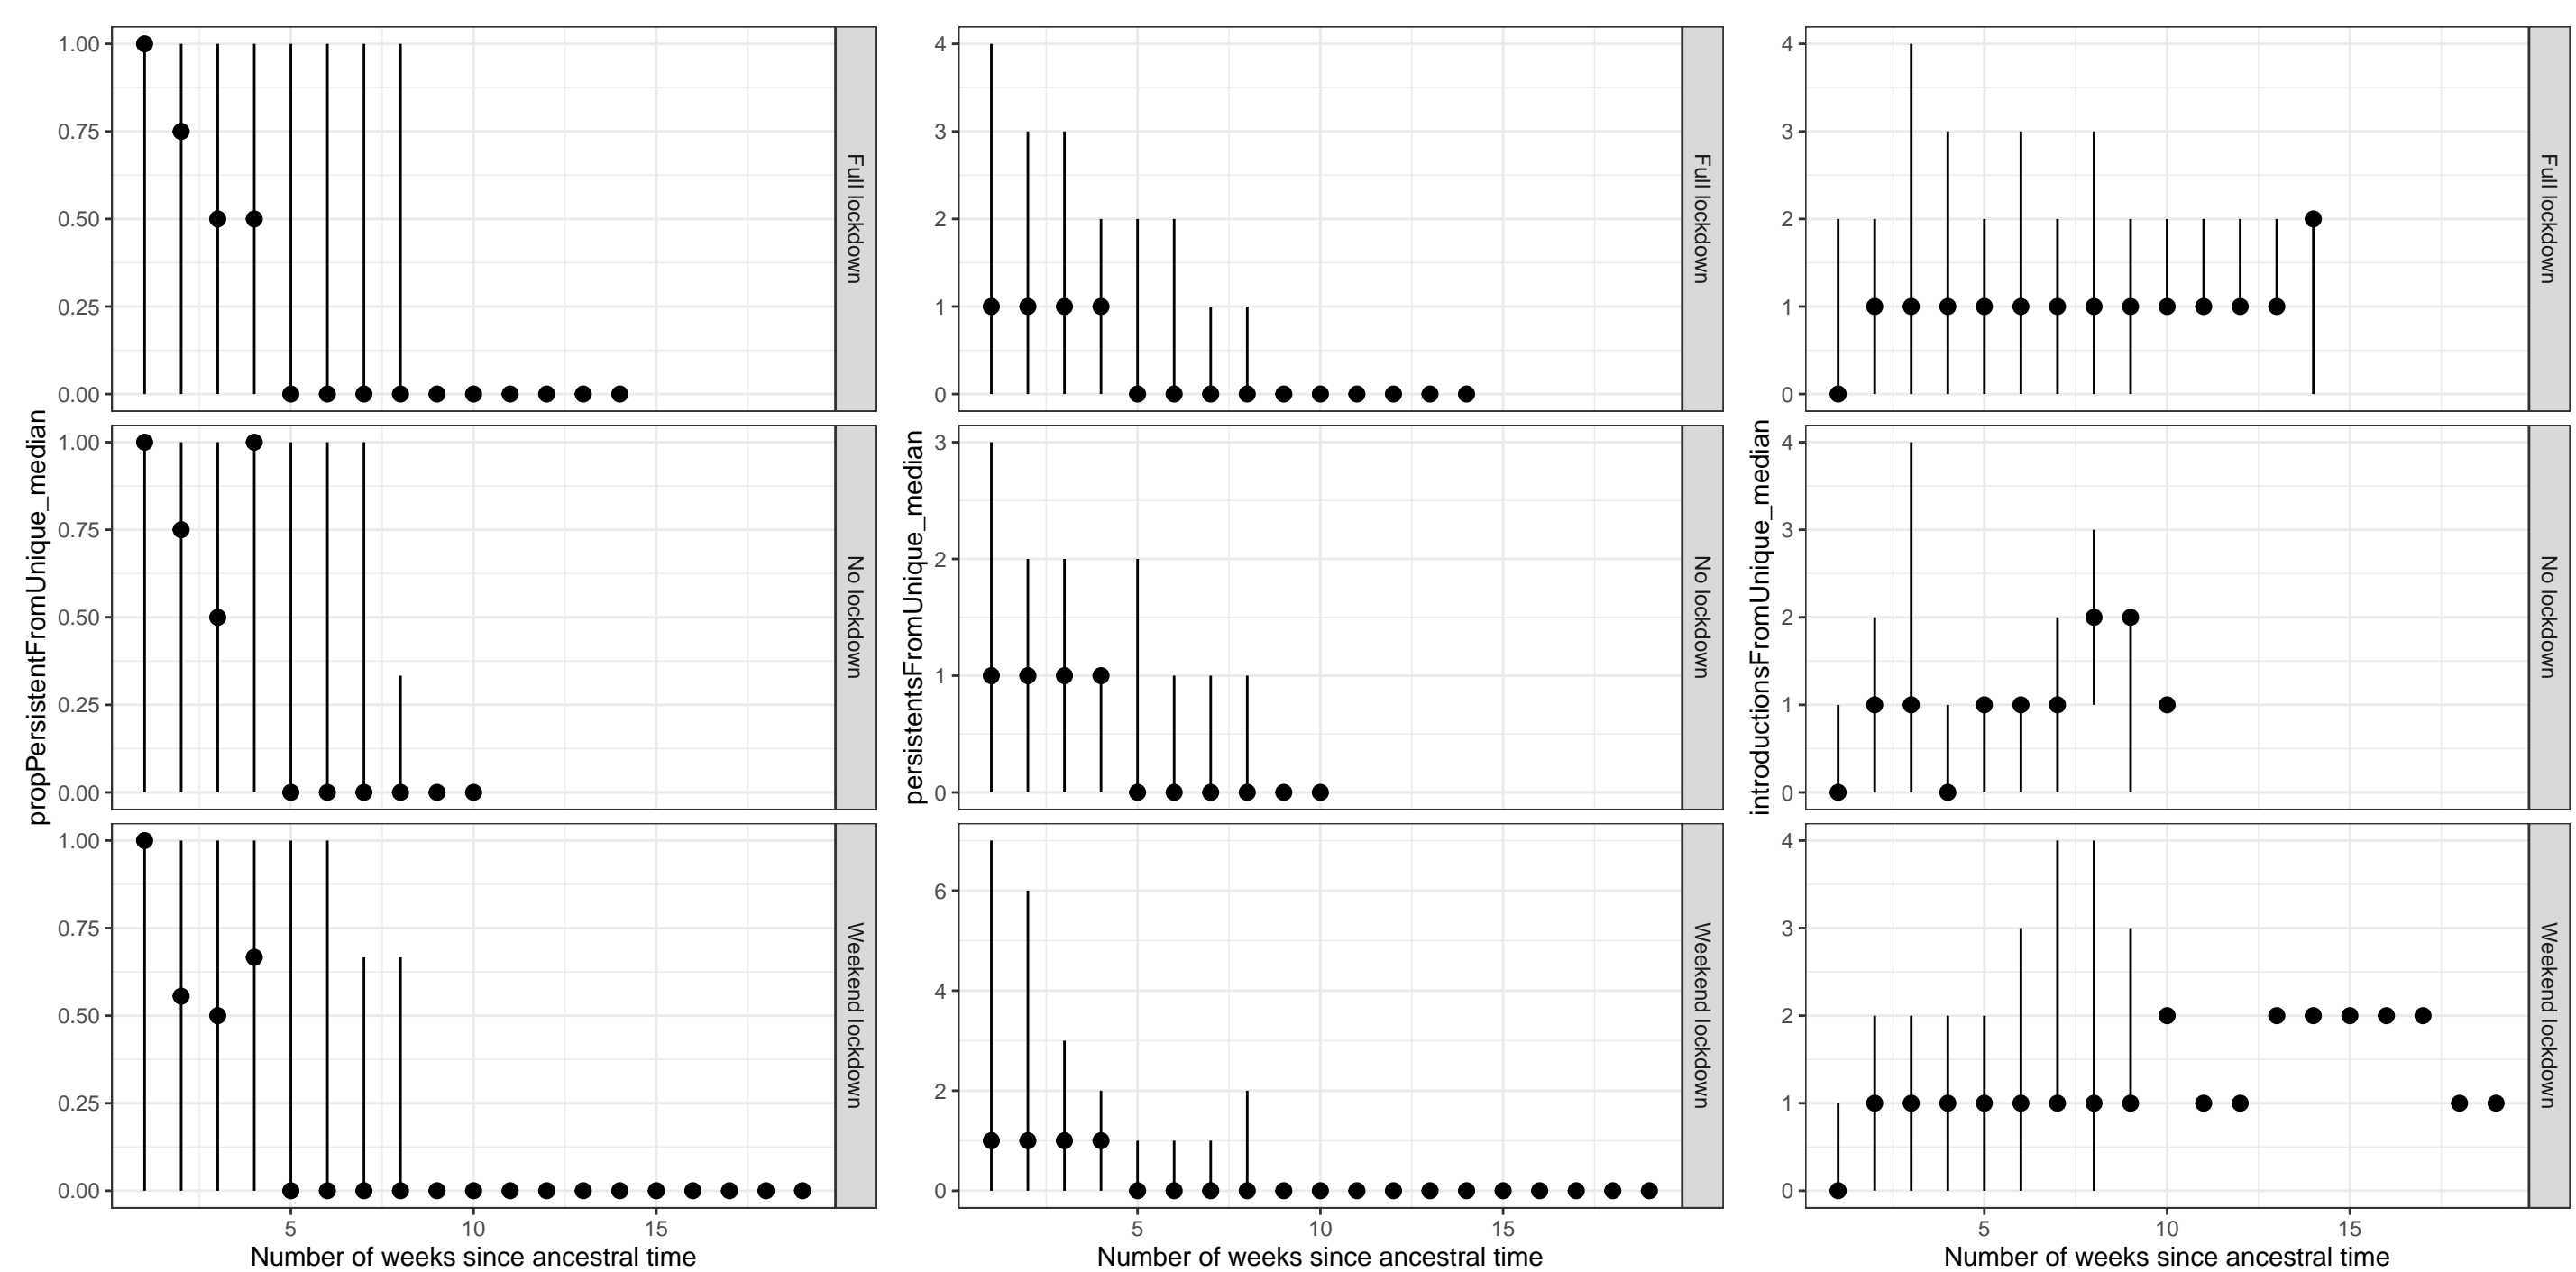 propPersistentFromUnique_median
1.00
0.75
0.50
0.25
0.00
Full lockdown
1.00
0.75
0.50
0.25
0.00
No lockdown
1.00
0.75
0.50
0.25
0.00
Weekend lockdown
5 10 15
Number of weeks since ancestral time
persistentsFromUnique_median
4
3
2
1
0
Full lockdown
3
2
1
0
No lockdown
6
4
2
0
Weekend lockdown
5 10 15
Number of weeks since ancestral time
introductionsFromUnique_median
4
3
2
1
0
Full lockdown
4
3
2
1
0
No lockdown
4
3
2
1
0
Weekend lockdown
5 10 15
Number of weeks since ancestral time